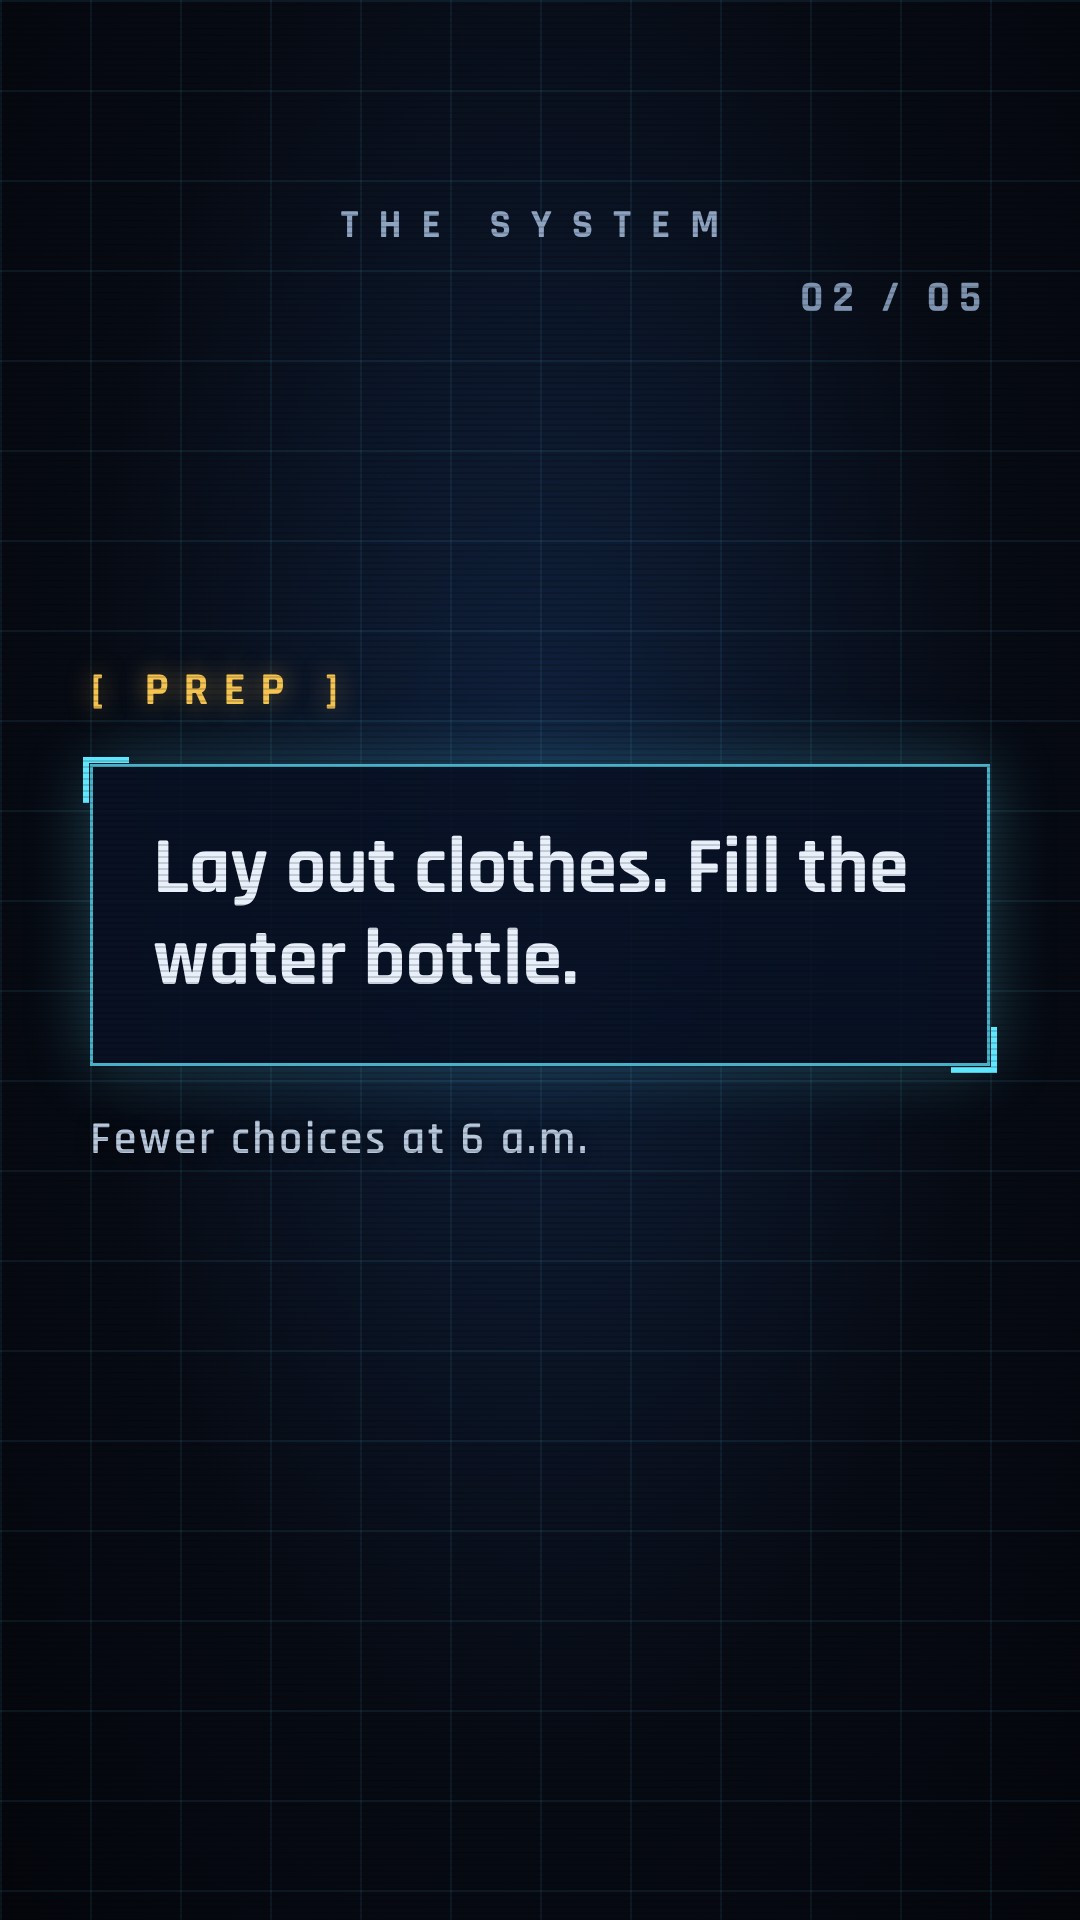 THE SYSTEM
02 / 05
[ PREP ]
Lay out clothes. Fill the
water bottle.
Fewer choices at 6 a.m.